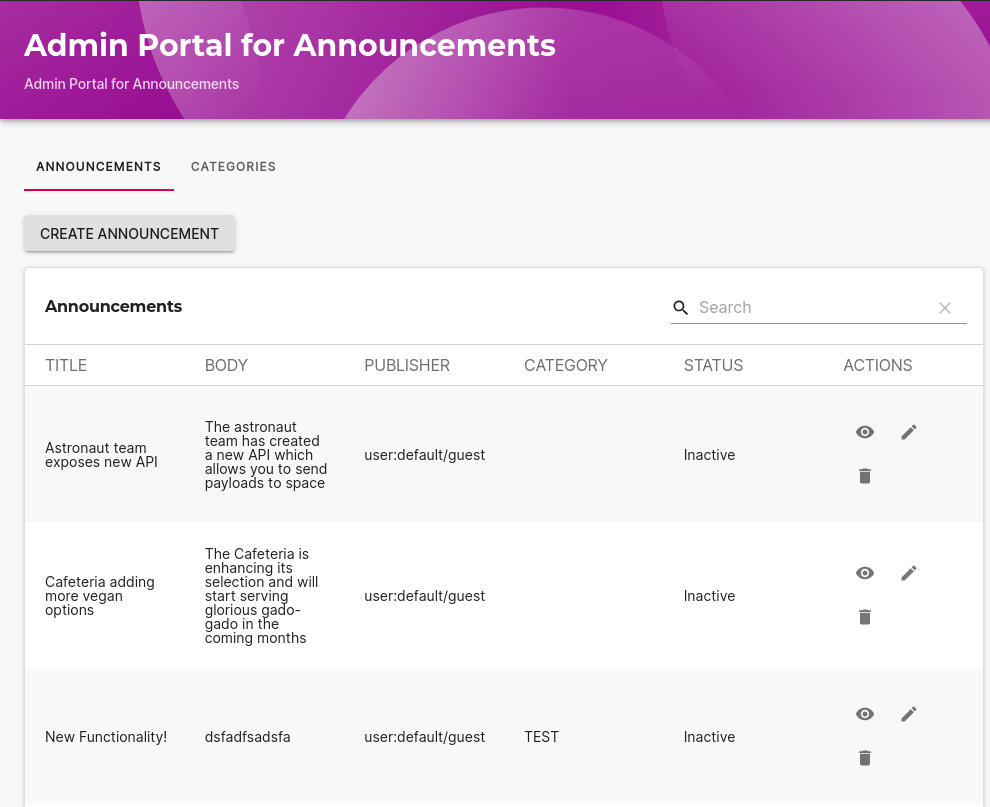 Admin Portal for Announcements
Admin Portal for Announcements
ANNOUNCEMENTS CATEGORIES
CREATE ANNOUNCEMENT
Announcements Search
TITLE BODY PUBLISHER CATEGORY STATUS ACTIONS
Astronaut team
exposes new API
The astronaut
team has created
a new API which
allows you to send
payloads to space
user:default/guest
Inactive
Cafeteria adding
more vegan
options
The Cafeteria is
enhancing its
selection and will
start serving
glorious gado-
gado in the
coming months
user:default/guest
Inactive
New Functionality! dsfadfsadsfa user:default/guest TEST Inactive